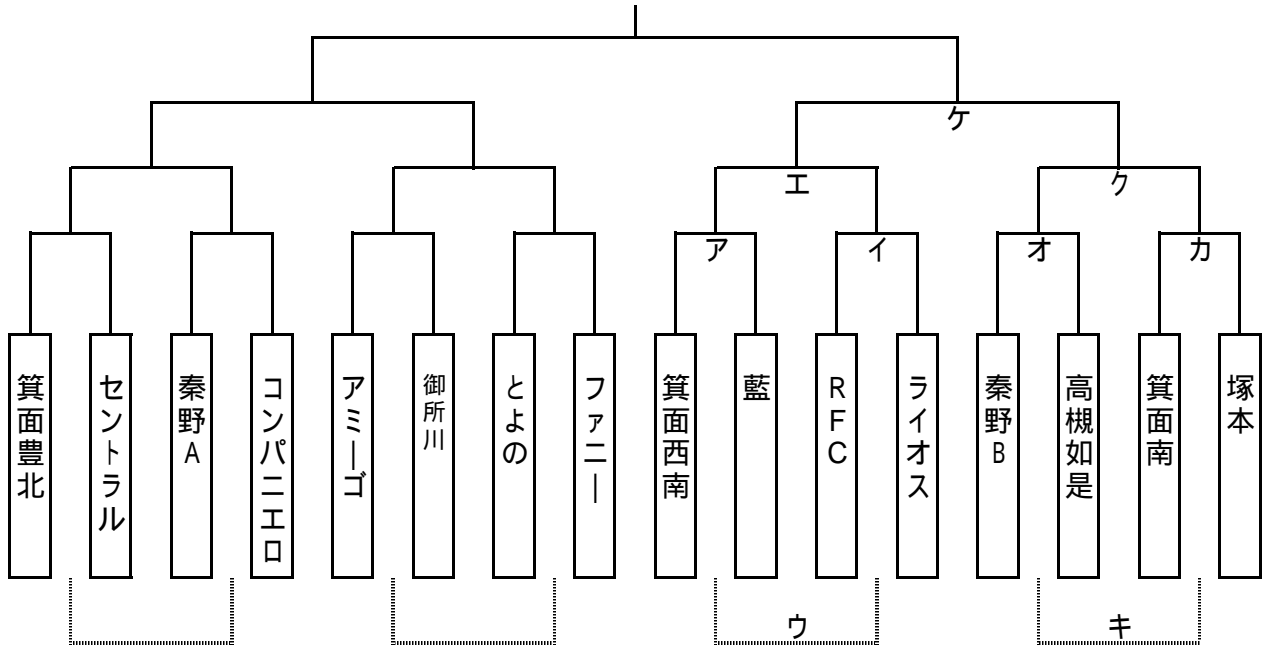 ケ
エ
ク
ア
イ
オ
カ
箕面豊北
セントラル
秦野A
コンパニエロ
アミーゴ
御所川
とよの
ファニー
箕面西南
藍
RFC
ライオス
秦野B
高槻如是
箕面南
塚本
ウ
キ